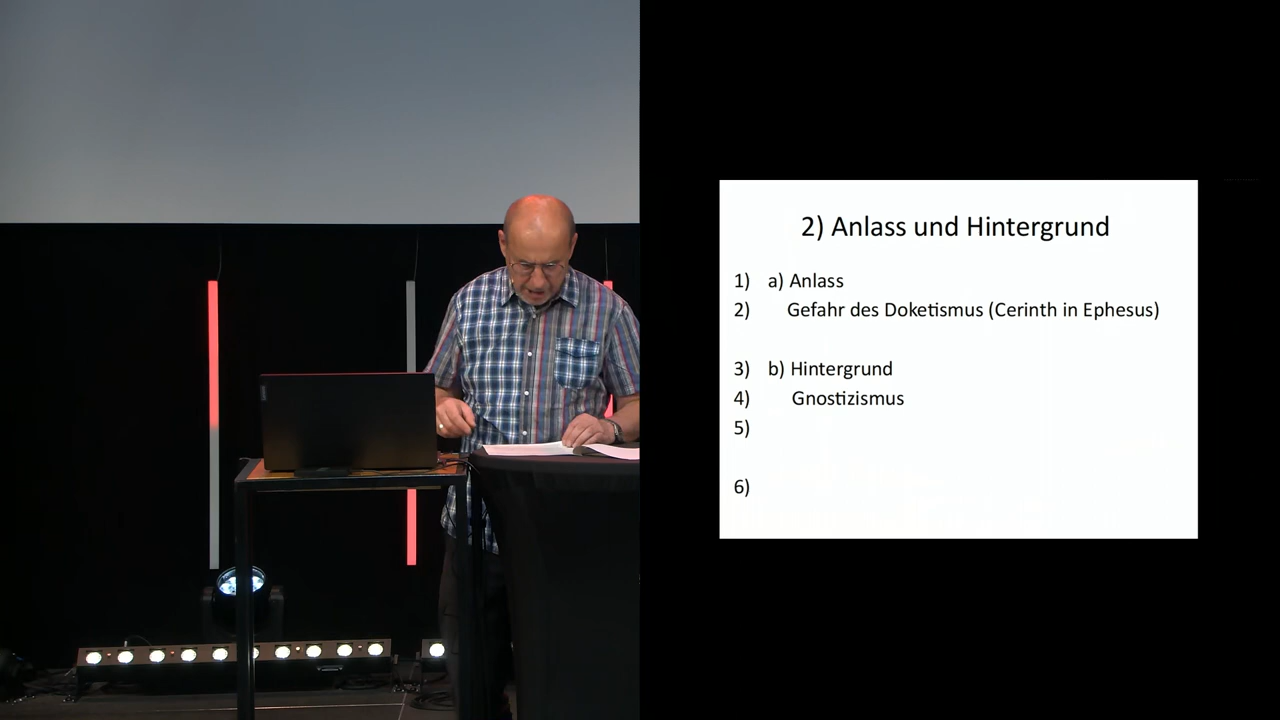 2) Anlass und Hintergrund
1) a) Anlass
2) Gefahr des Doketismus (Cerinth in Ephesus)
3) b) Hintergrund
4) Gnostizismus
5)
6)